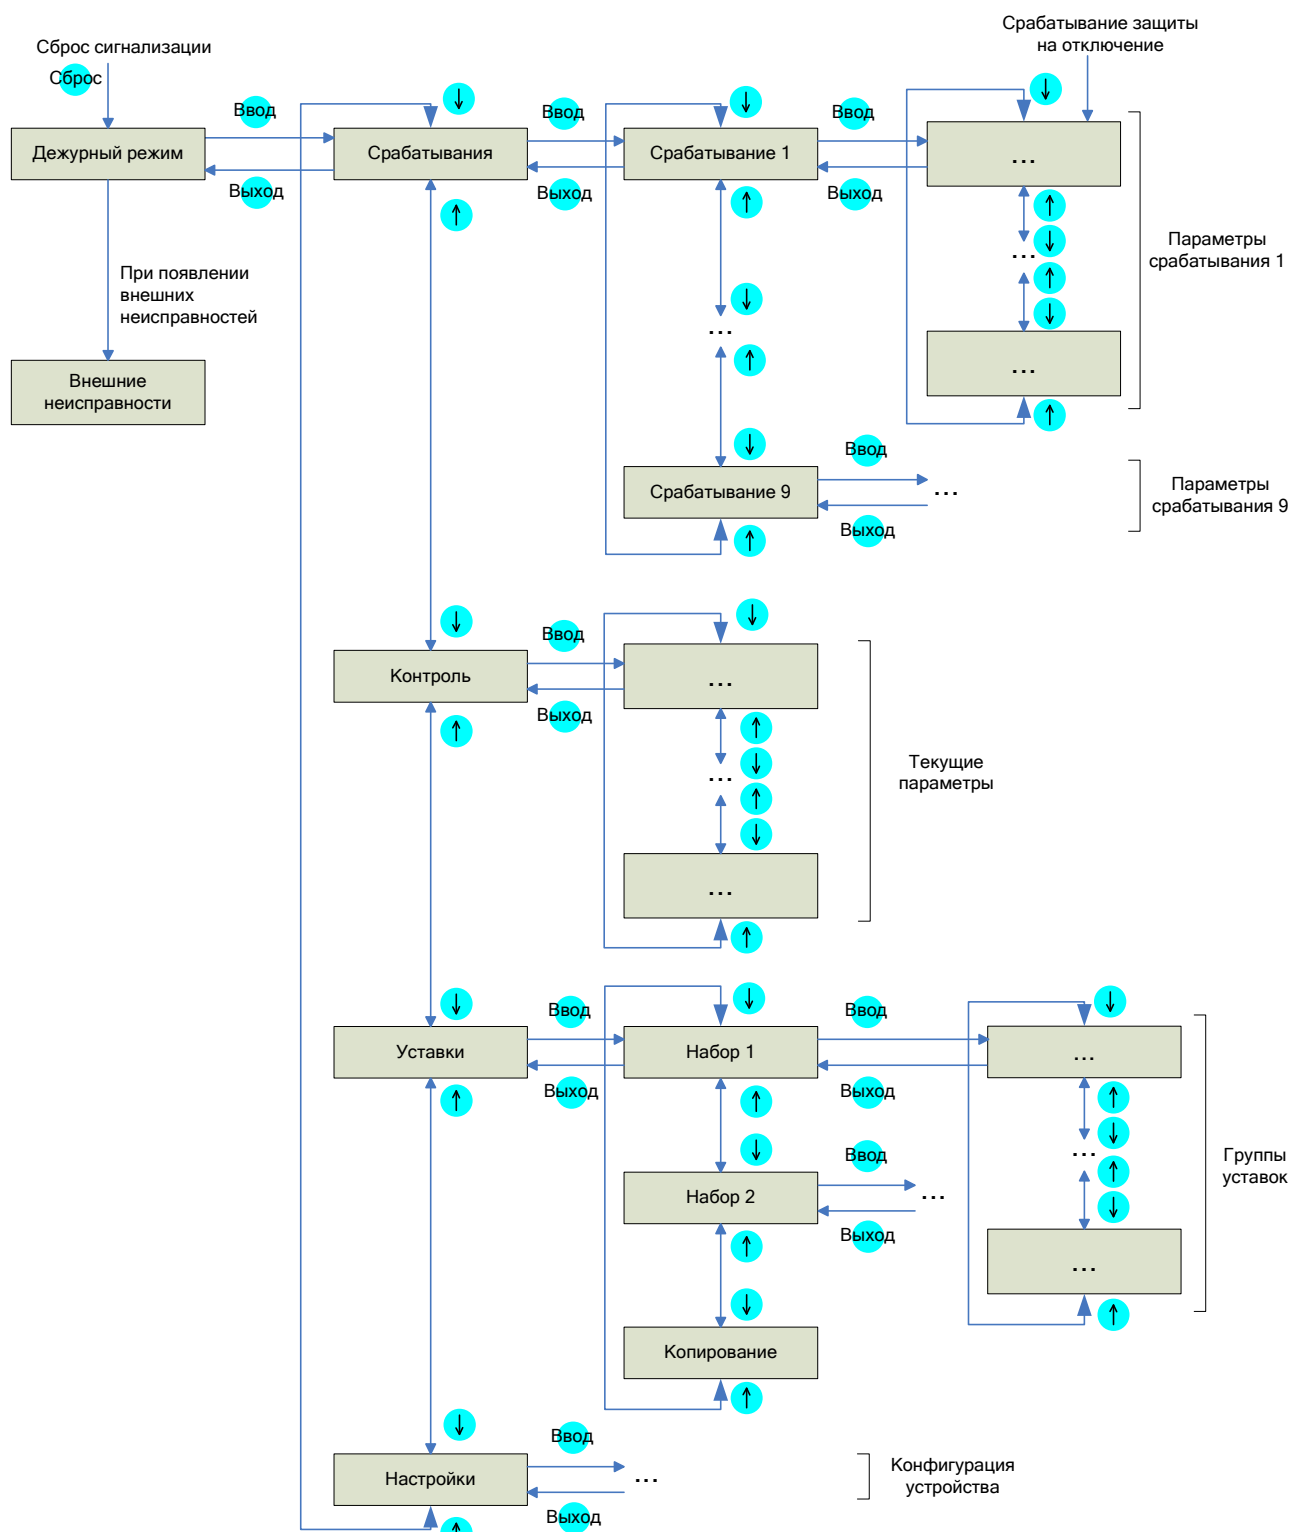 Сброс сигнализации
Сброс
Срабатывание защиты
на отключение
↓
↓
↓
Ввод
Ввод
Ввод
Дежурный режим
Срабатывания
Срабатывание 1
...
Выход
Выход
Выход
↑
↑
↑
↓
Параметры
срабатывания 1
...
↑
↓
При появлении
внешних
неисправностей
↓
...
↑
Внешние
неисправности
...
↑
↓
Ввод
Срабатывание 9
...
Параметры
срабатывания 9
Выход
↑
↓
↓
Ввод
Контроль
...
Выход
↑
↑
↓
...
Текущие
параметры
↑
↓
...
↑
↓
↓
↓
Ввод
Ввод
Уставки
Набор 1
...
Выход
Выход
↑
↑
↑
↓
↓
Ввод
...
Группы
уставок
↑
Набор 2
...
↓
Выход
↑
...
↓
↑
Копирование
↑
↓
Ввод
Настройки
...
Конфигурация
устройства
Выход
↑